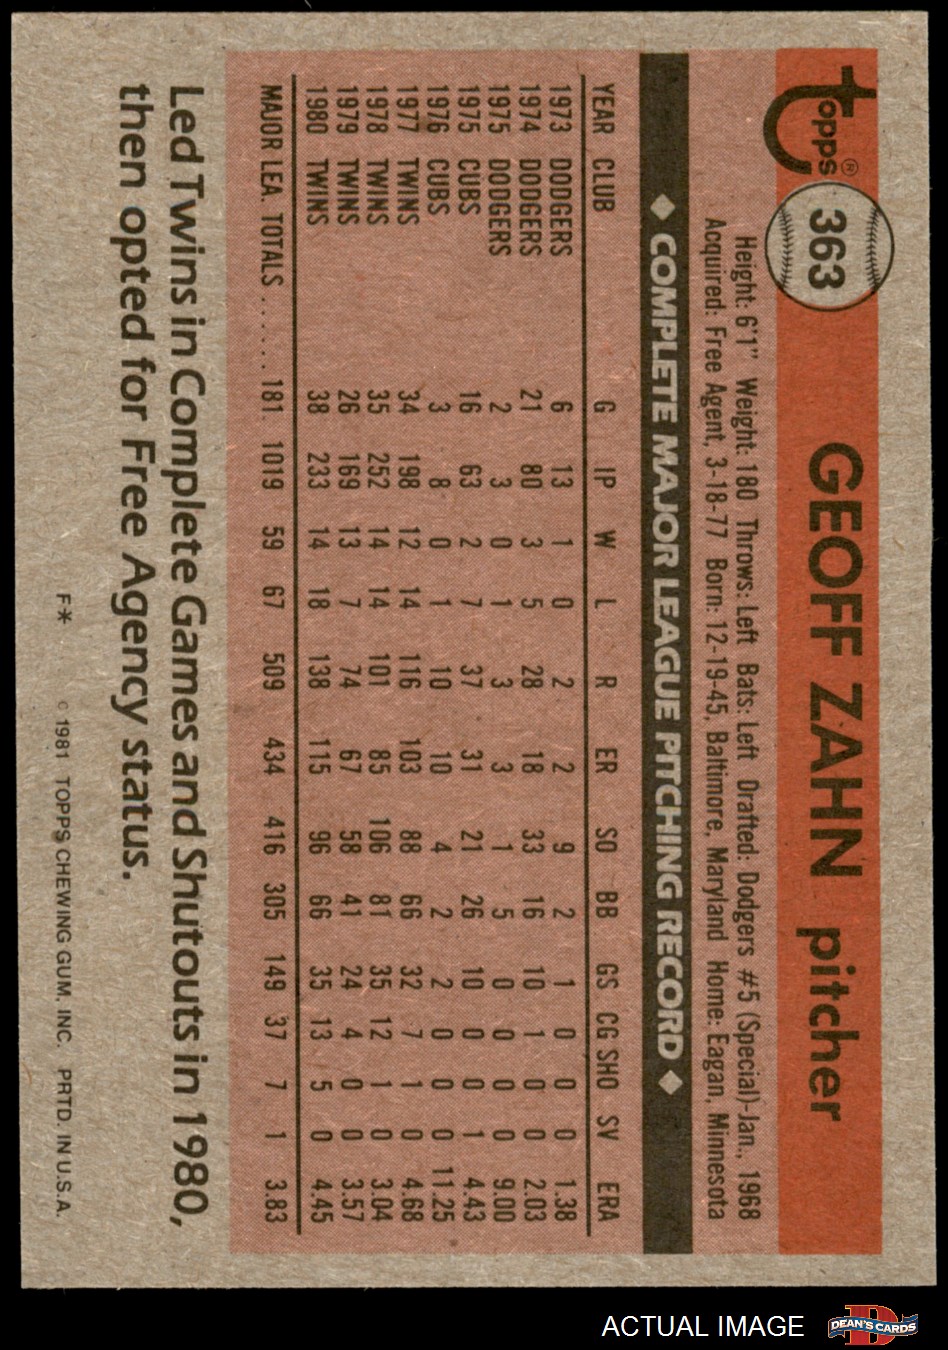 Topps®
363 GEOFF ZAHN pitcher
Height: 6'1" Weight: 180 Throws: Left Bats: Left Drafted: Dodgers #5 (Special)-Jan., 1968
Acquired: Free Agent, 3-18-77 Born: 12-19-45, Baltimore, Maryland Home: Eagan, Minnesota
◆ COMPLETE MAJOR LEAGUE PITCHING RECORD ◆
YEAR CLUB G IP W L R ER SO BB GS CG SHO SV ERA
1973 DODGERS 6 13 1 0 2 2 9 2 1 0 0 0 1.38
1974 DODGERS 21 80 3 5 28 18 33 16 10 1 0 0 2.03
1975 DODGERS 2 3 0 1 3 3 1 5 0 0 0 0 9.00
1975 CUBS 16 63 2 7 37 31 21 26 10 0 0 1 4.43
1976 CUBS 3 8 0 1 10 10 4 2 2 0 0 0 11.25
1977 TWINS 34 198 12 14 116 103 88 66 32 7 1 0 4.68
1978 TWINS 35 252 14 14 101 85 106 81 35 12 1 0 3.04
1979 TWINS 26 169 13 7 74 67 58 41 24 4 0 0 3.57
1980 TWINS 38 233 14 18 138 115 96 66 35 13 5 0 4.45
MAJOR LEA. TOTALS ...... 181. 1019 59 67 509 434 416 305 149 37 7 1 3.83
Led Twins in Complete Games and Shutouts in 1980,
then opted for Free Agency status.
F* © 1981 TOPPS CHEWING GUM. INC. PRTD. IN U.S.A.
ACTUAL IMAGE
D
DEAN'S CARDS